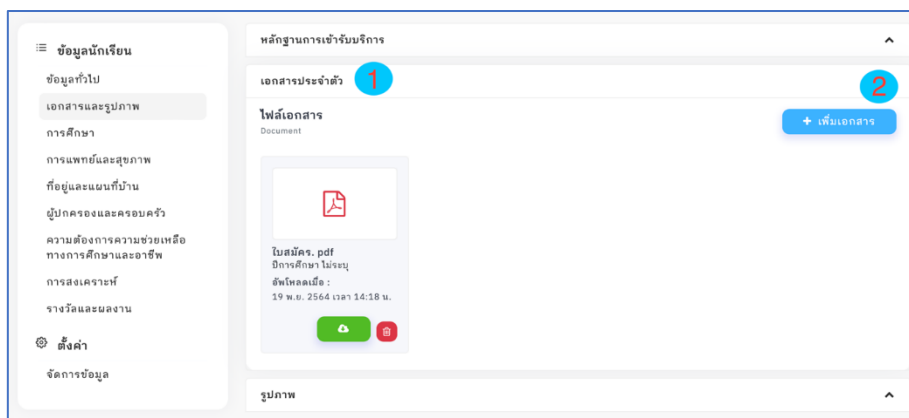 ข้อมูลนักเรียน
ข้อมูลทั่วไป
เอกสารและรูปภาพ
การศึกษา
การแพทย์และสุขภาพ
ที่อยู่และแผนที่บ้าน
ผู้ปกครองและครอบครัว
ความต้องการความช่วยเหลือ
ทางการศึกษาและอาชีพ
การสงเคราะห์
รางวัลและผลงาน
ตั้งค่า
จัดการข้อมูล
หลักฐานการเข้ารับบริการ
เอกสารประจำตัว 1
2
ไฟล์เอกสาร
Document
+ เพิ่มเอกสาร
ใบสมัคร. pdf
ปีการศึกษา ไม่ระบุ
อัพโหลดเมื่อ :
19 พ.ย. 2564 เวลา 14:18 น.
รูปภาพ